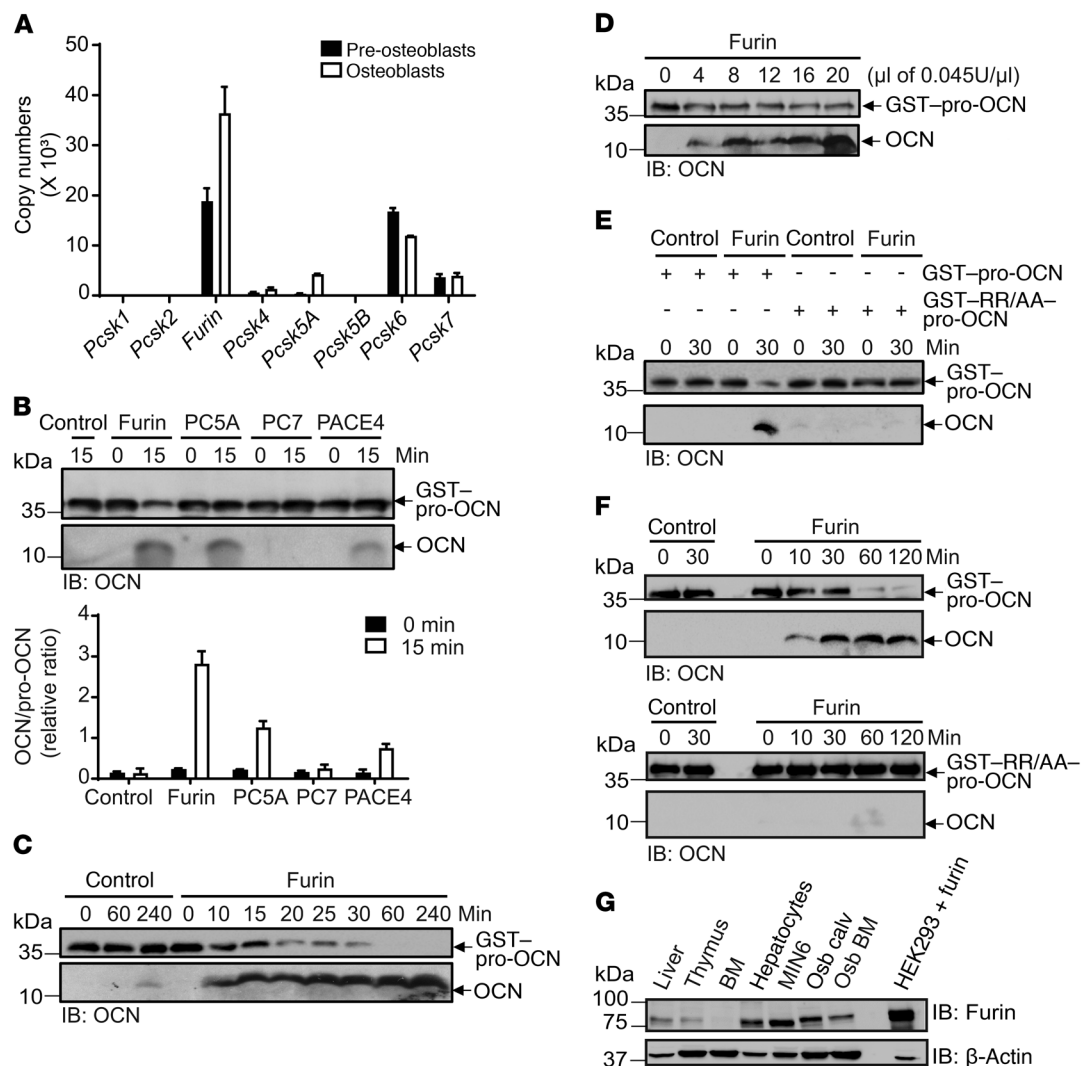 A
50
40
30
20
10
0
Copy numbers
(X 10³)
Pre-osteoblasts
Osteoblasts
Pcsk1 Pcsk2 Furin Pcsk4 Pcsk5A Pcsk5B Pcsk6 Pcsk7
B
Control Furin PC5A PC7 PACE4
kDa 15 0 15 0 15 0 15 0 15 Min
35
GST–
pro-OCN
10
OCN
IB: OCN
4
3
2
1
0
OCN/pro-OCN
(relative ratio)
0 min
15 min
Control Furin PC5A PC7 PACE4
C
Control Furin
kDa 0 60 240 0 10 15 20 25 30 60 240 Min
35
GST–
pro-OCN
10
OCN
IB: OCN
D
Furin
kDa 0 4 8 12 16 20 (µl of 0.045U/µl)
35
GST–pro-OCN
10
OCN
IB: OCN
E
Control Furin Control Furin
+ + + + - - - - GST–pro-OCN
- - - - + + + + GST–RR/AA–
pro-OCN
kDa 0 30 0 30 0 30 0 30 Min
35
GST–
pro-OCN
10
OCN
IB: OCN
F
Control Furin
kDa 0 30 0 10 30 60 120 Min
35
GST–
pro-OCN
10
OCN
IB: OCN
Control Furin
kDa 0 30 0 10 30 60 120 Min
35
GST–RR/AA–
pro-OCN
10
OCN
IB: OCN
G
kDa Liver Thymus BM Hepatocytes MIN6 Osb calv Osb BM HEK293 + furin
100
75
IB: Furin
37
IB: β-Actin